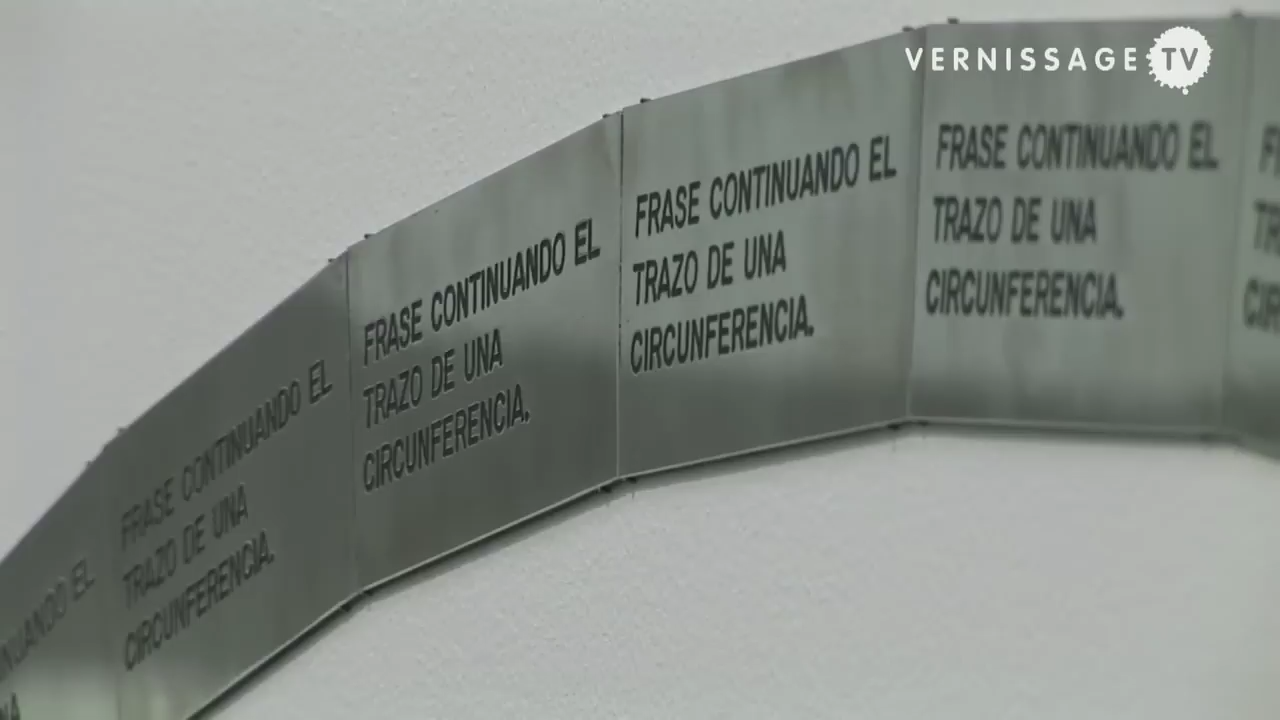 VERNISSAGE TV
FRASE CONTINUANDO EL
TRAZO DE UNA
CIRCUNFERENCIA.
FRASE CONTINUANDO EL
TRAZO DE UNA
CIRCUNFERENCIA.
FRASE CONTINUANDO EL
TRAZO DE UNA
CIRCUNFERENCIA.
FRASE CONTINUANDO EL
TRAZO DE UNA
CIRCUNFERENCIA.